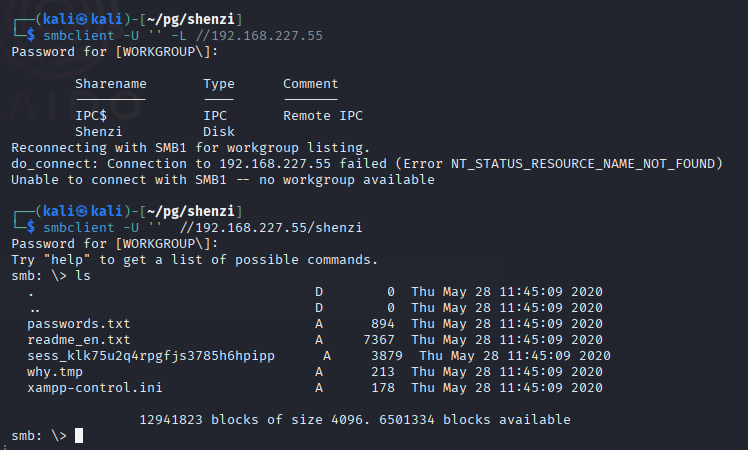 ┌──(kali㉿kali)-[~/pg/shenzi]
└─$ smbclient -U '' -L //192.168.227.55
Password for [WORKGROUP\]:
Sharename Type Comment
--------- ---- -------
IPC$ IPC Remote IPC
Shenzi Disk
Reconnecting with SMB1 for workgroup listing.
do_connect: Connection to 192.168.227.55 failed (Error NT_STATUS_RESOURCE_NAME_NOT_FOUND)
Unable to connect with SMB1 -- no workgroup available
┌──(kali㉿kali)-[~/pg/shenzi]
└─$ smbclient -U '' //192.168.227.55/shenzi
Password for [WORKGROUP\]:
Try "help" to get a list of possible commands.
smb: \> ls
. D 0 Thu May 28 11:45:09 2020
.. D 0 Thu May 28 11:45:09 2020
passwords.txt A 894 Thu May 28 11:45:09 2020
readme_en.txt A 7367 Thu May 28 11:45:09 2020
sess_klk75u2q4rpgfjs3785h6hpipp A 3879 Thu May 28 11:45:09 2020
why.tmp A 213 Thu May 28 11:45:09 2020
xampp-control.ini A 178 Thu May 28 11:45:09 2020
12941823 blocks of size 4096. 6501334 blocks available
smb: \>